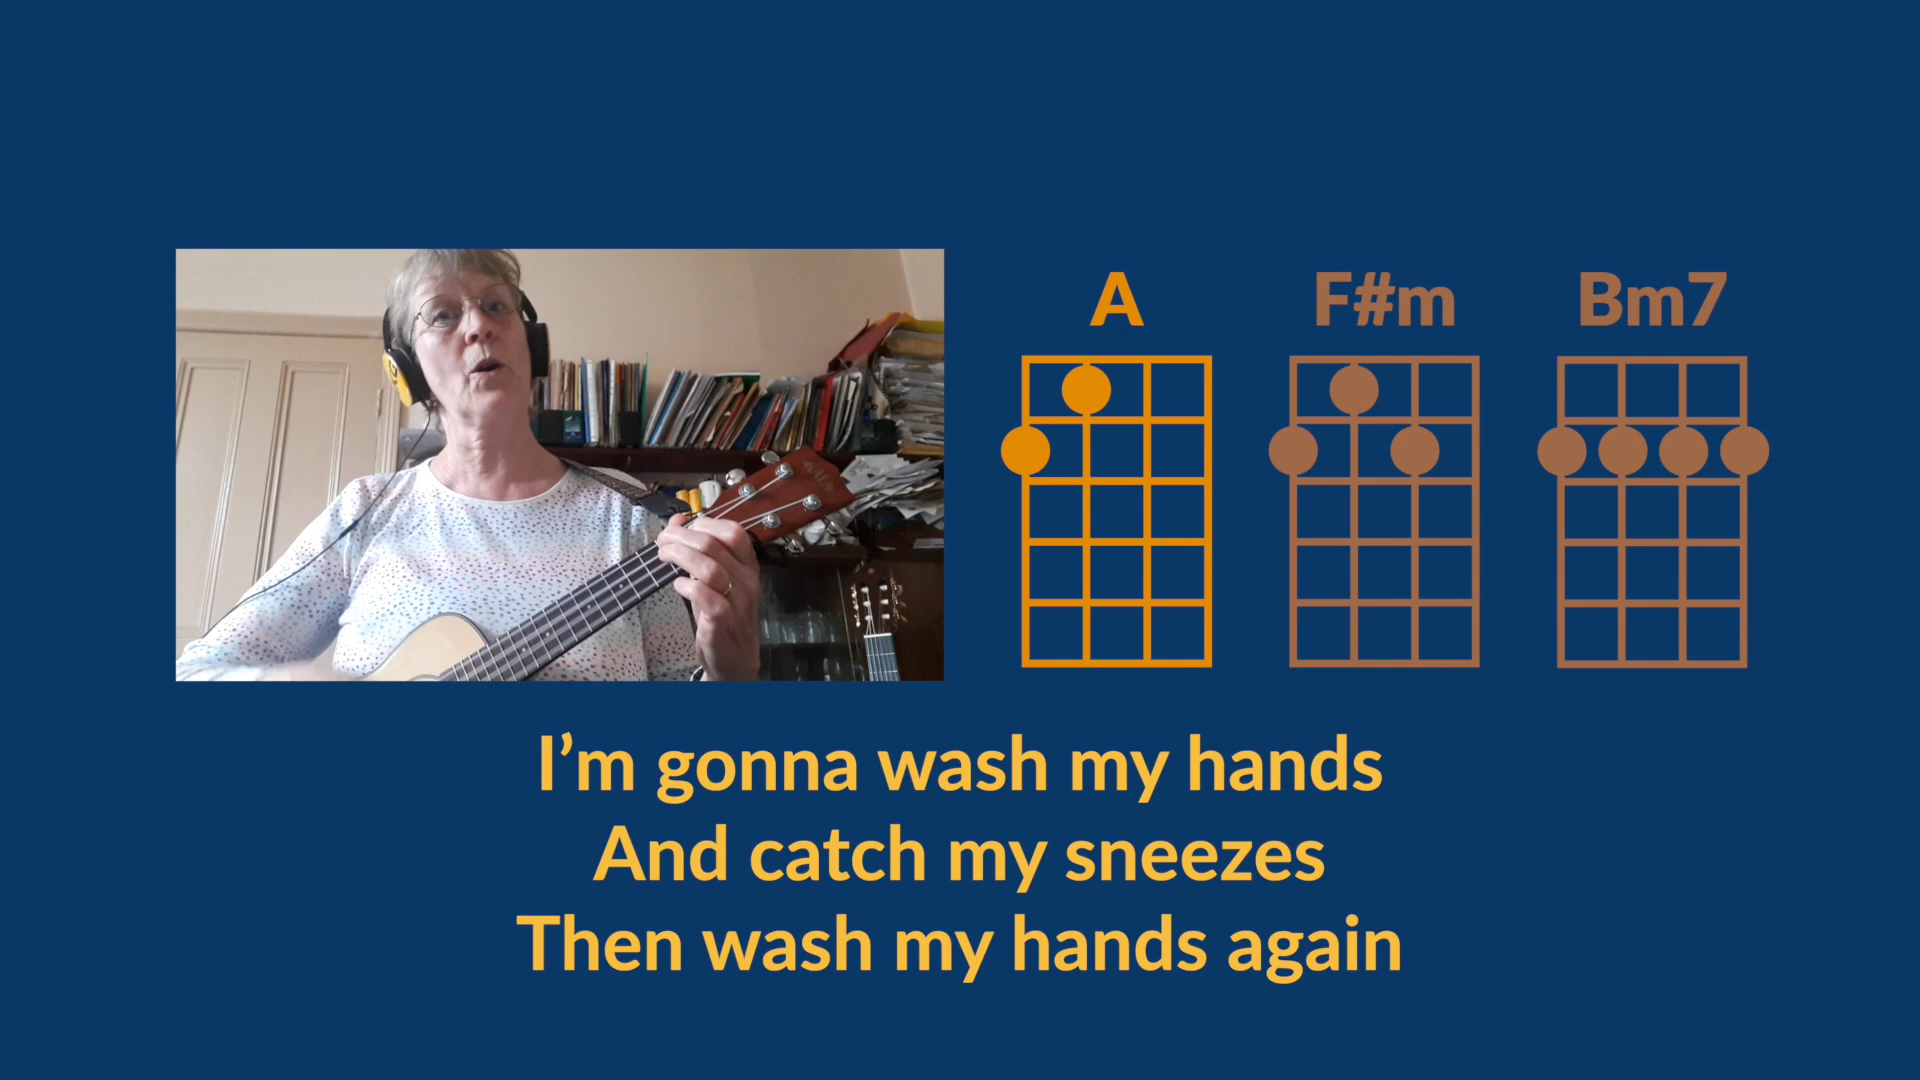 A F#m Bm7
I’m gonna wash my hands
And catch my sneezes
Then wash my hands again